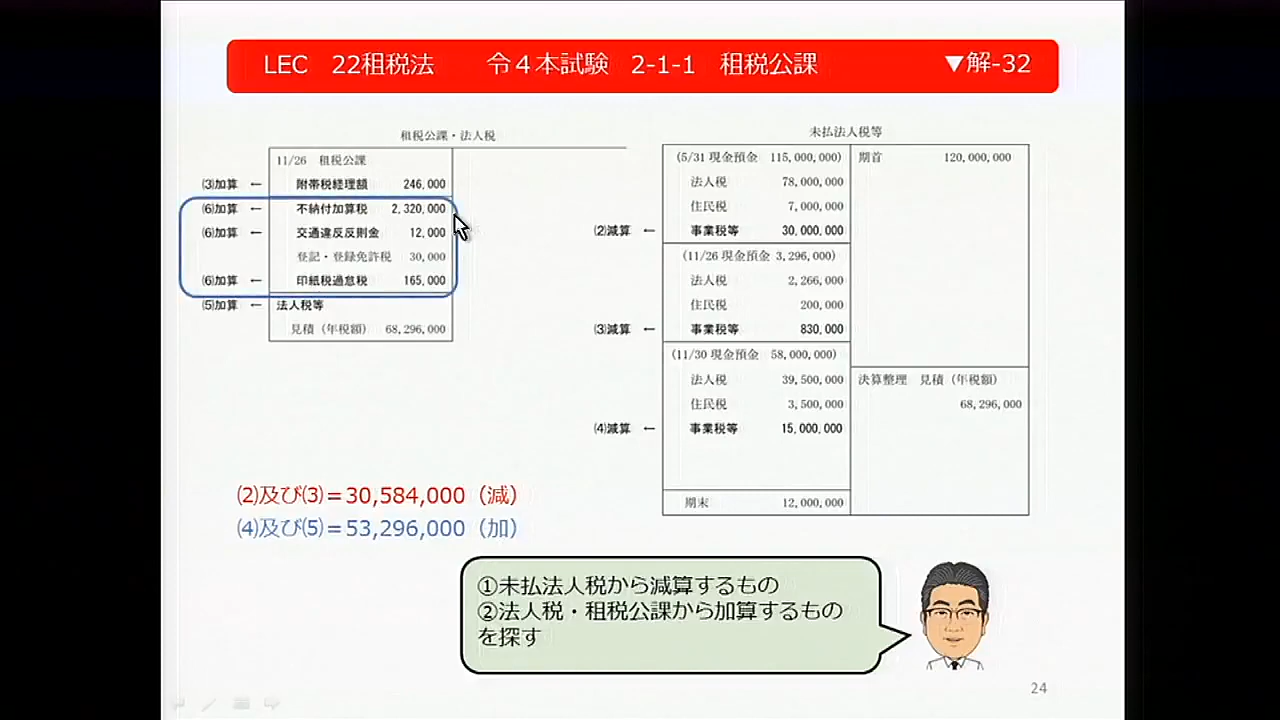 LEC 22租税法 令４本試験 2-1-1 租税公課 ▼解-32
租税公課・法人税
11/26 租税公課
⑶加算 ← 附帯税経理額 246,000
⑹加算 ← 不納付加算税 2,320,000
⑹加算 ← 交通違反反則金 12,000
登記・登録免許税 30,000
⑹加算 ← 印紙税過怠税 165,000
⑸加算 ← 法人税等
見積（年税額） 68,296,000
未払法人税等
(5/31 現金預金 115,000,000) 期首 120,000,000
法人税 78,000,000
住民税 7,000,000
⑵減算 ← 事業税等 30,000,000
(11/26 現金預金 3,296,000)
法人税 2,266,000
住民税 200,000
⑶減算 ← 事業税等 830,000
(11/30 現金預金 58,000,000)
法人税 39,500,000 決算整理 見積（年税額）
住民税 3,500,000 68,296,000
⑷減算 ← 事業税等 15,000,000
期末 12,000,000
⑵及び⑶＝30,584,000（減）
⑷及び⑸＝53,296,000（加）
①未払法人税から減算するもの
②法人税・租税公課から加算するもの
を探す
24